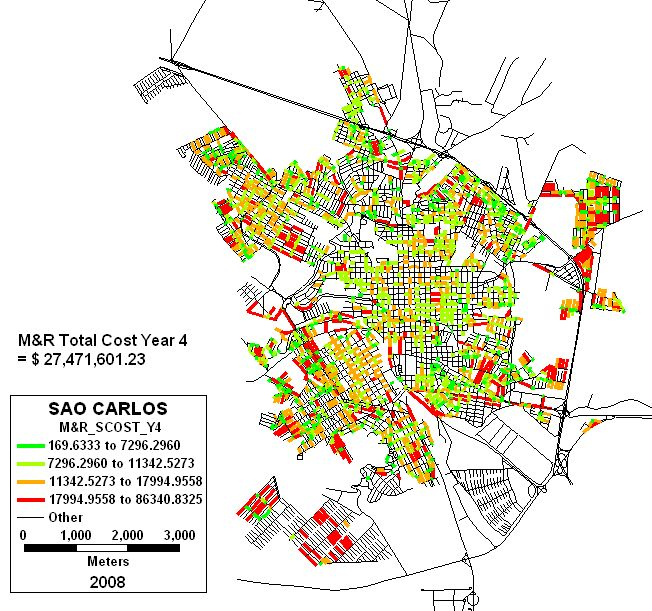 M&R Total Cost Year 4
= $ 27,471,601.23
SAO CARLOS
M&R_SCOST_Y4
169.6333 to 7296.2960
7296.2960 to 11342.5273
11342.5273 to 17994.9558
17994.9558 to 86340.8325
Other
0 1,000 2,000 3,000
Meters
2008